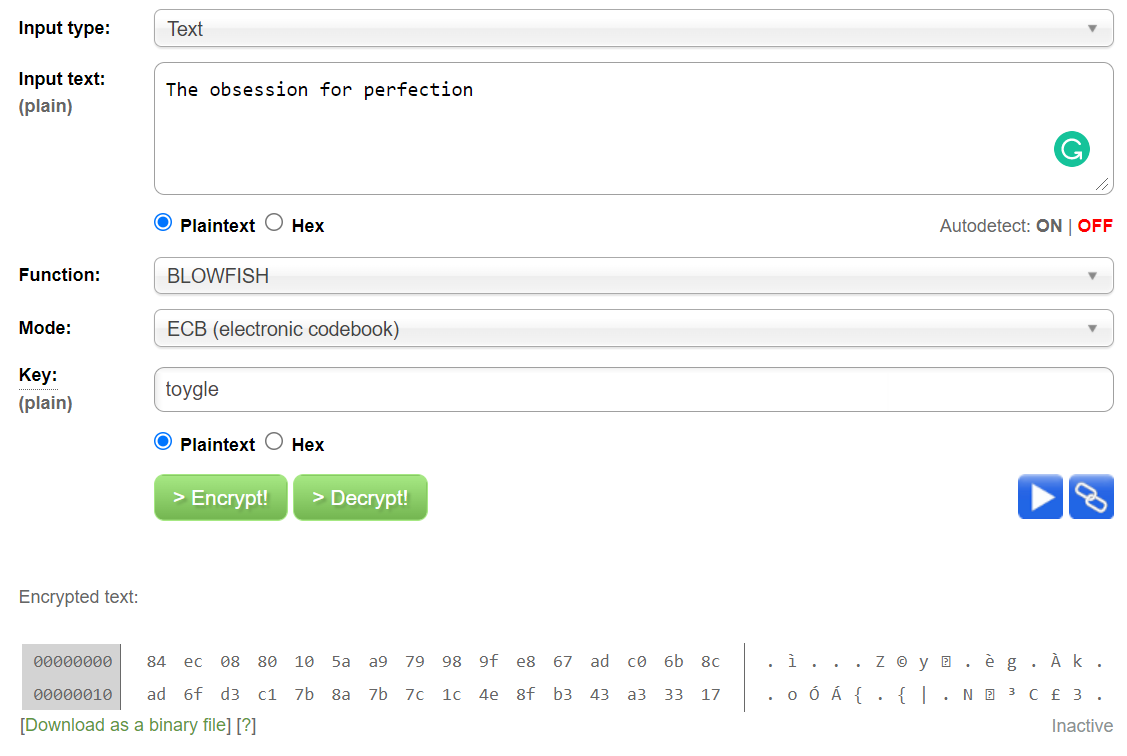 Input type: Text
Input text: The obsession for perfection
(plain)
Plaintext Hex Autodetect: ON | OFF
Function: BLOWFISH
Mode: ECB (electronic codebook)
Key: toygle
(plain)
Plaintext Hex
> Encrypt! > Decrypt!
Encrypted text:
00000000 84 ec 08 80 10 5a a9 79 98 9f e8 67 ad c0 6b 8c . ì . . . Z © y . è g . À k .
00000010 ad 6f d3 c1 7b 8a 7b 7c 1c 4e 8f b3 43 a3 33 17 . o Ó Á { . { | . N ³ C £ 3 .
[Download as a binary file] [?] Inactive